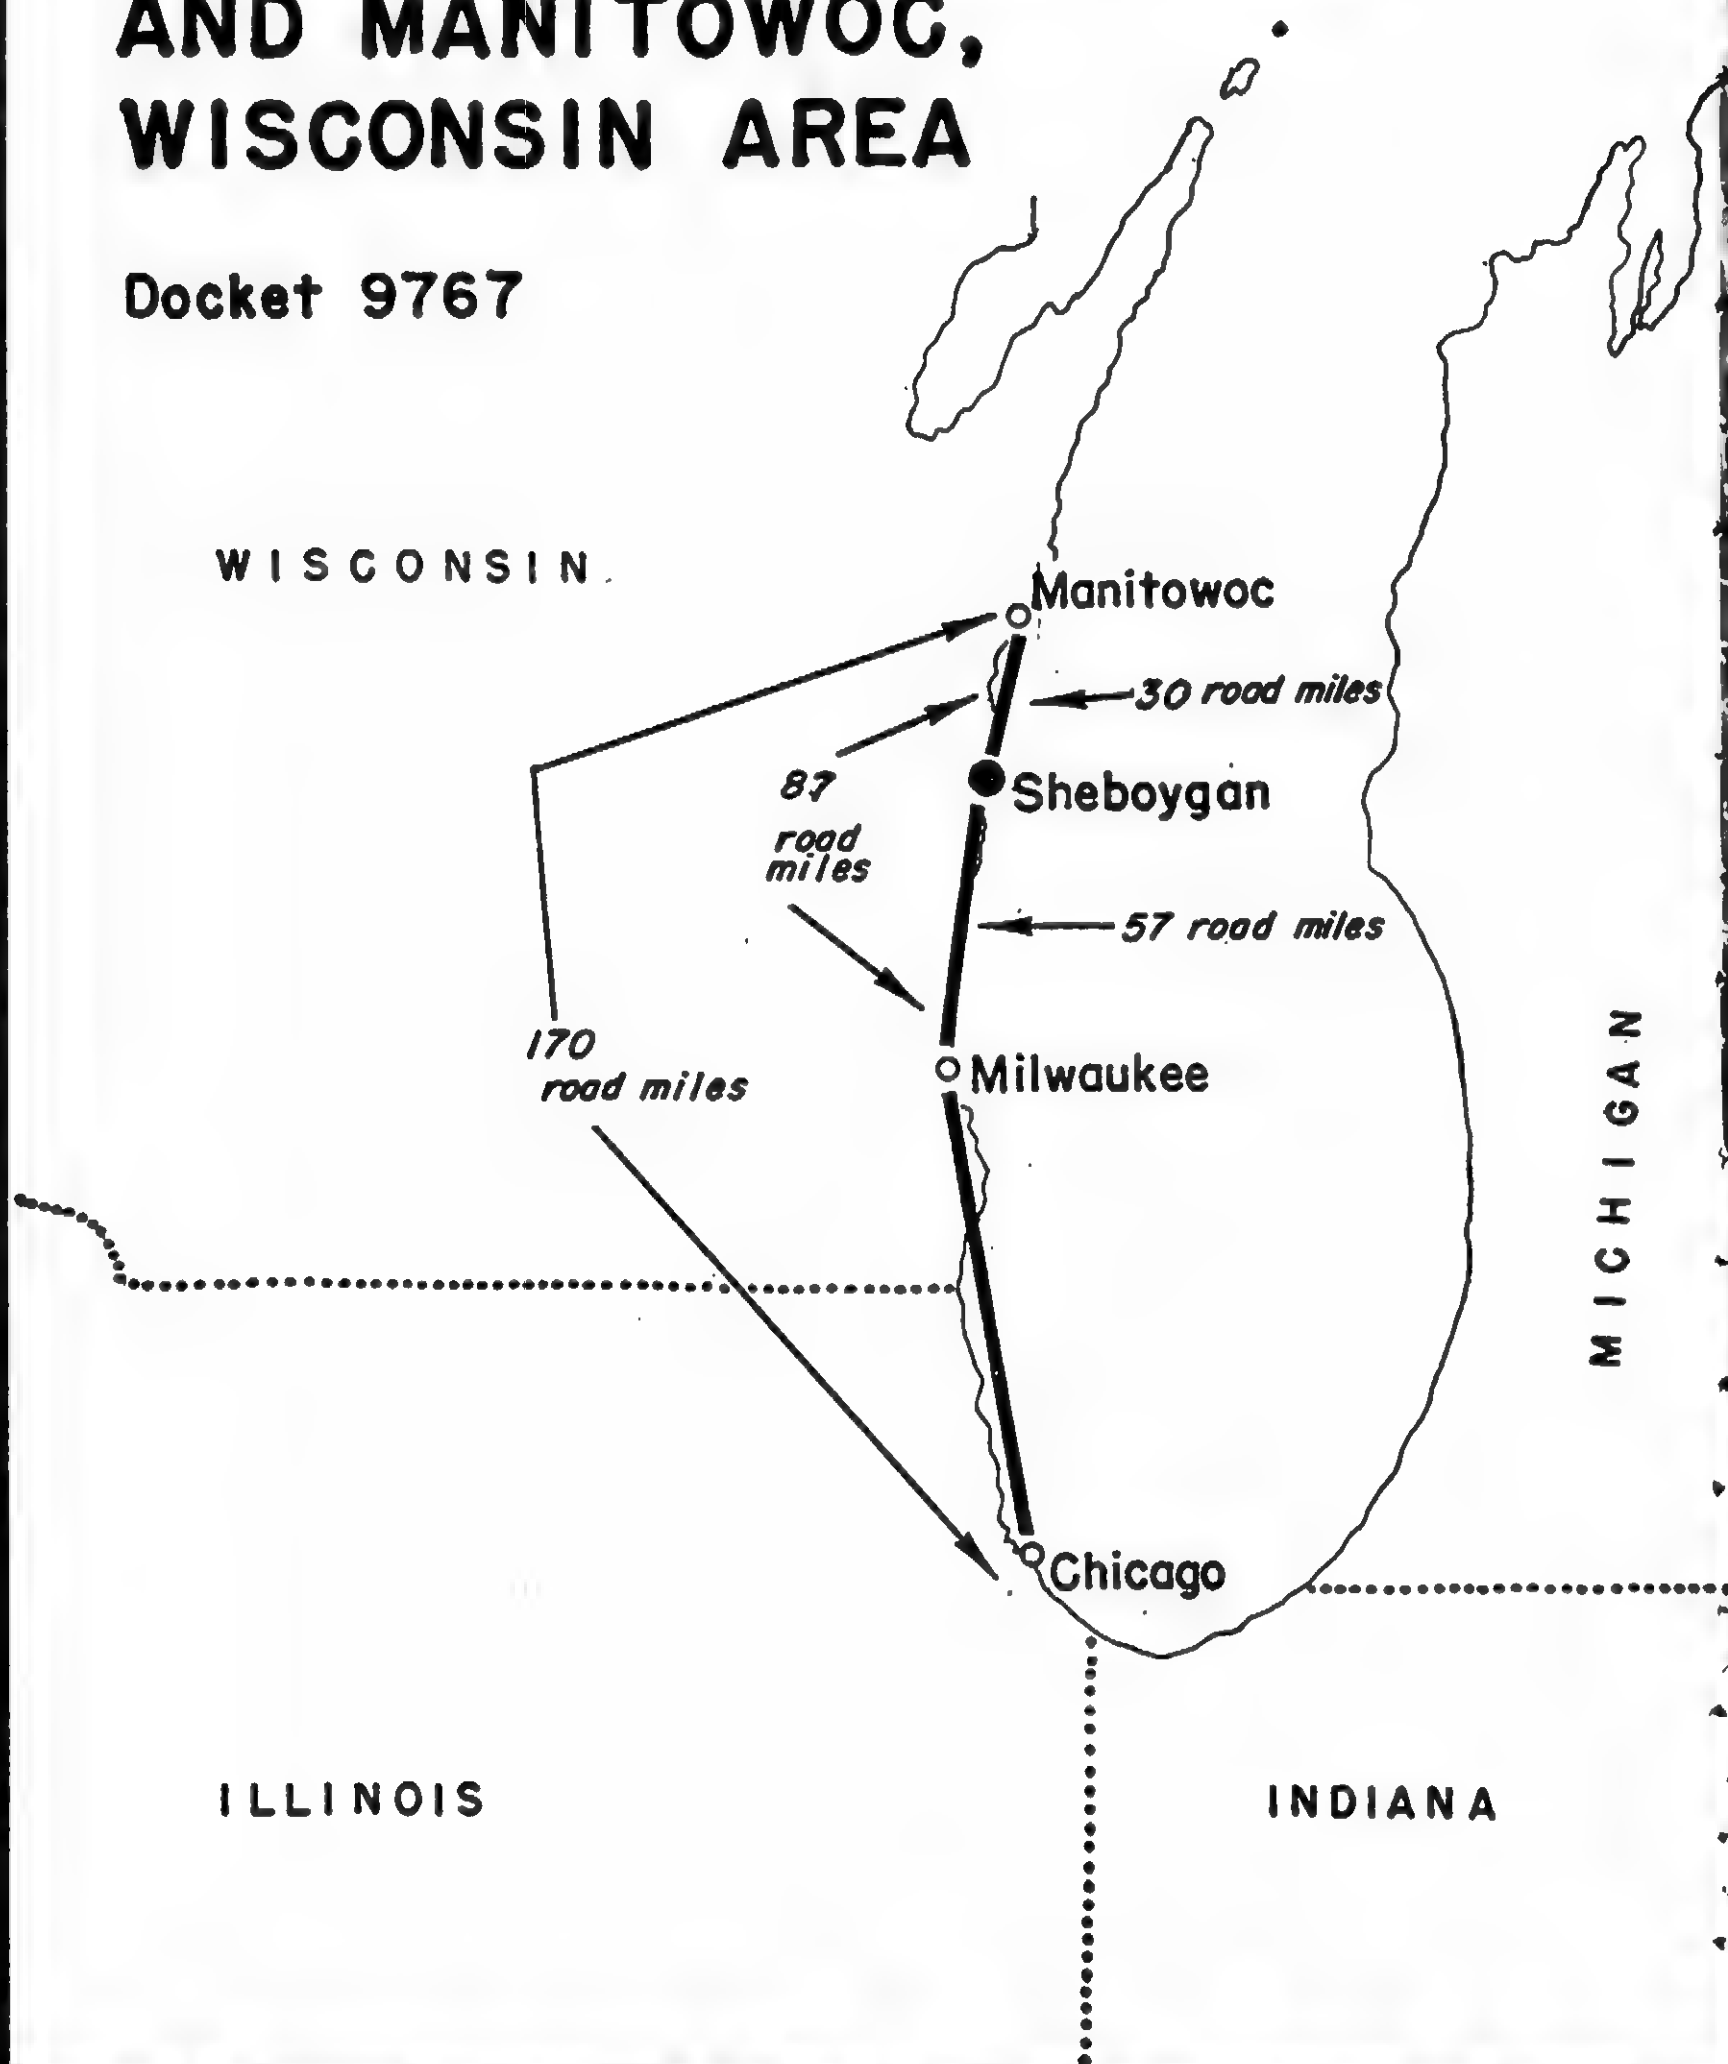 AND MANITOWOC,
WISCONSIN AREA
Docket 9767
WISCONSIN
Manitowoc
30 road miles
87
road
miles
Sheboygan
57 road miles
170
road miles
Milwaukee
MICHIGAN
Chicago
ILLINOIS
INDIANA